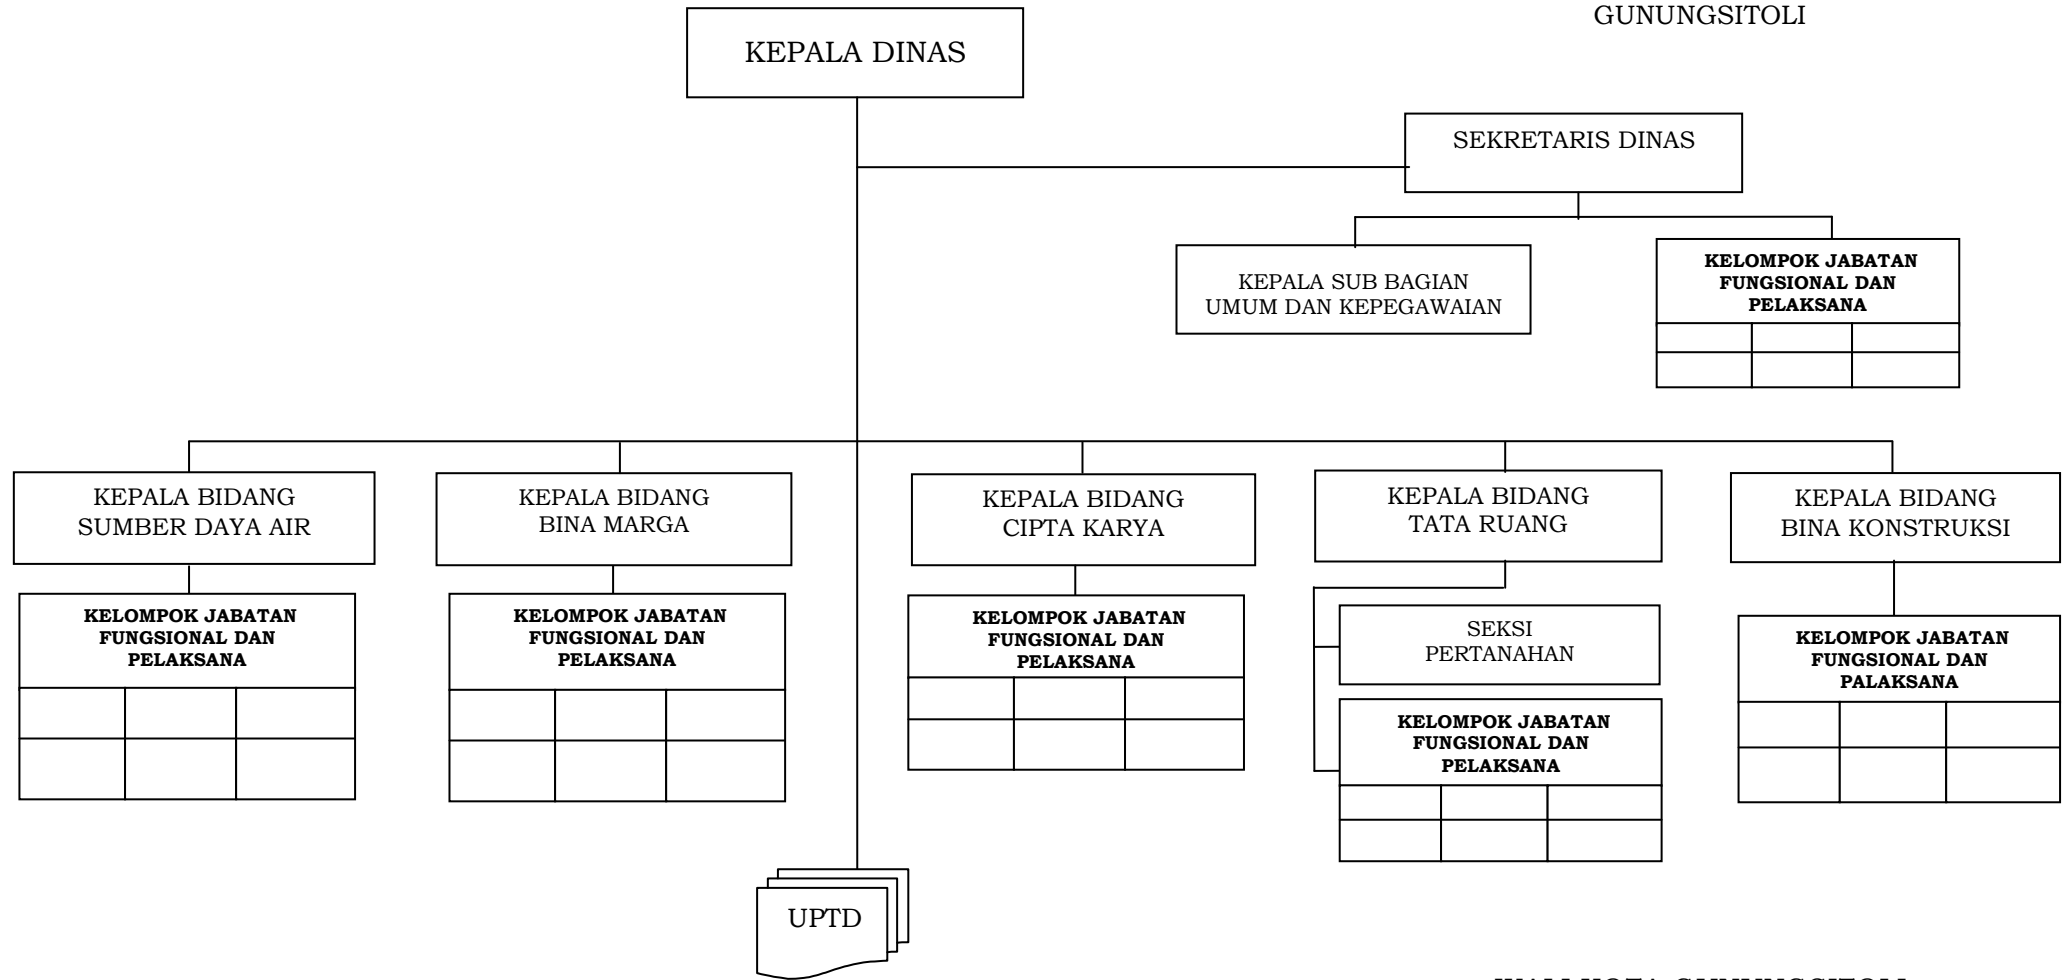 GUNUNGSITOLI
KEPALA DINAS
SEKRETARIS DINAS
KEPALA SUB BAGIAN
UMUM DAN KEPEGAWAIAN
KELOMPOK JABATAN
FUNGSIONAL DAN
PELAKSANA
KEPALA BIDANG
SUMBER DAYA AIR
KEPALA BIDANG
BINA MARGA
KEPALA BIDANG
CIPTA KARYA
KEPALA BIDANG
TATA RUANG
KEPALA BIDANG
BINA KONSTRUKSI
KELOMPOK JABATAN
FUNGSIONAL DAN
PELAKSANA
KELOMPOK JABATAN
FUNGSIONAL DAN
PELAKSANA
KELOMPOK JABATAN
FUNGSIONAL DAN
PELAKSANA
SEKSI
PERTANAHAN
KELOMPOK JABATAN
FUNGSIONAL DAN
PELAKSANA
KELOMPOK JABATAN
FUNGSIONAL DAN
PALAKSANA
UPTD
WALI KOTA GUNUNGSITOLI